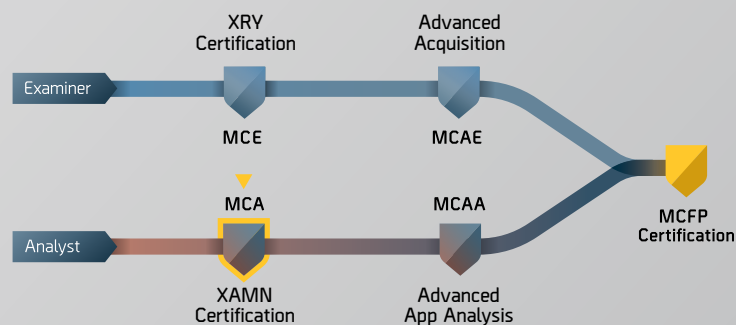 XRY
Certification
Advanced
Acquisition
Examiner
MCE
MCAE
MCA
MCAA
MCFP
Certification
Analyst
XAMN
Certification
Advanced
App Analysis